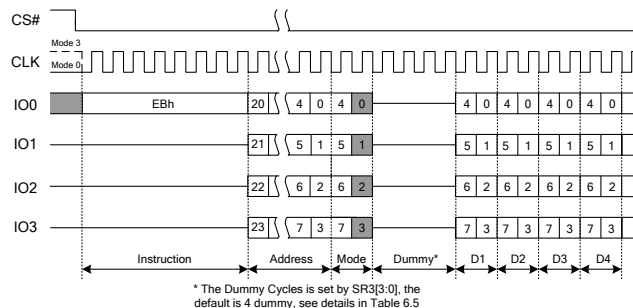 CS#
Mode 3
CLK
Mode 0
IO0 EBh 20 4 0 4 0 4 0 4 0 4 0 4 0
IO1 21 5 1 5 1 5 1 5 1 5 1 5 1
IO2 22 6 2 6 2 6 2 6 2 6 2 6 2
IO3 23 7 3 7 3 7 3 7 3 7 3 7 3
Instruction Address Mode Dummy* D1 D2 D3 D4
* The Dummy Cycles is set by SR3[3:0], the
default is 4 dummy, see details in Table 6.5